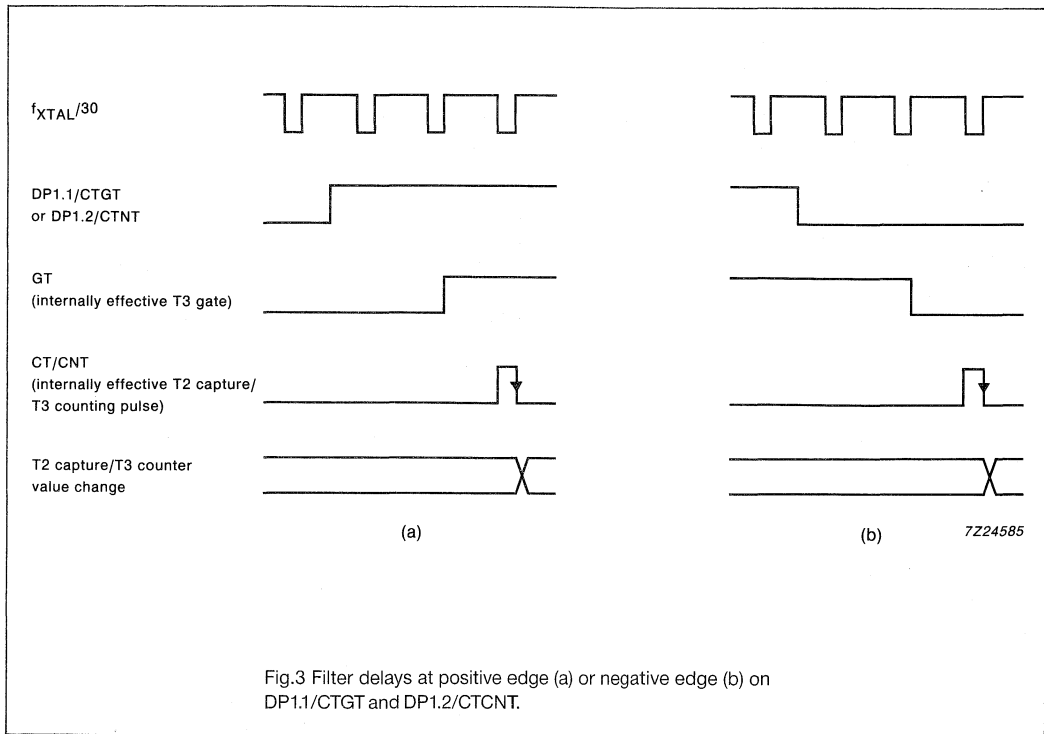 fXTAL/30
DP1.1/CTGT
or DP1.2/CTNT
GT
(internally effective T3 gate)
CT/CNT
(internally effective T2 capture/
T3 counting pulse)
T2 capture/T3 counter
value change
(a)
(b)
7Z24585
Fig.3 Filter delays at positive edge (a) or negative edge (b) on
DP1.1/CTGT and DP1.2/CTCNT.